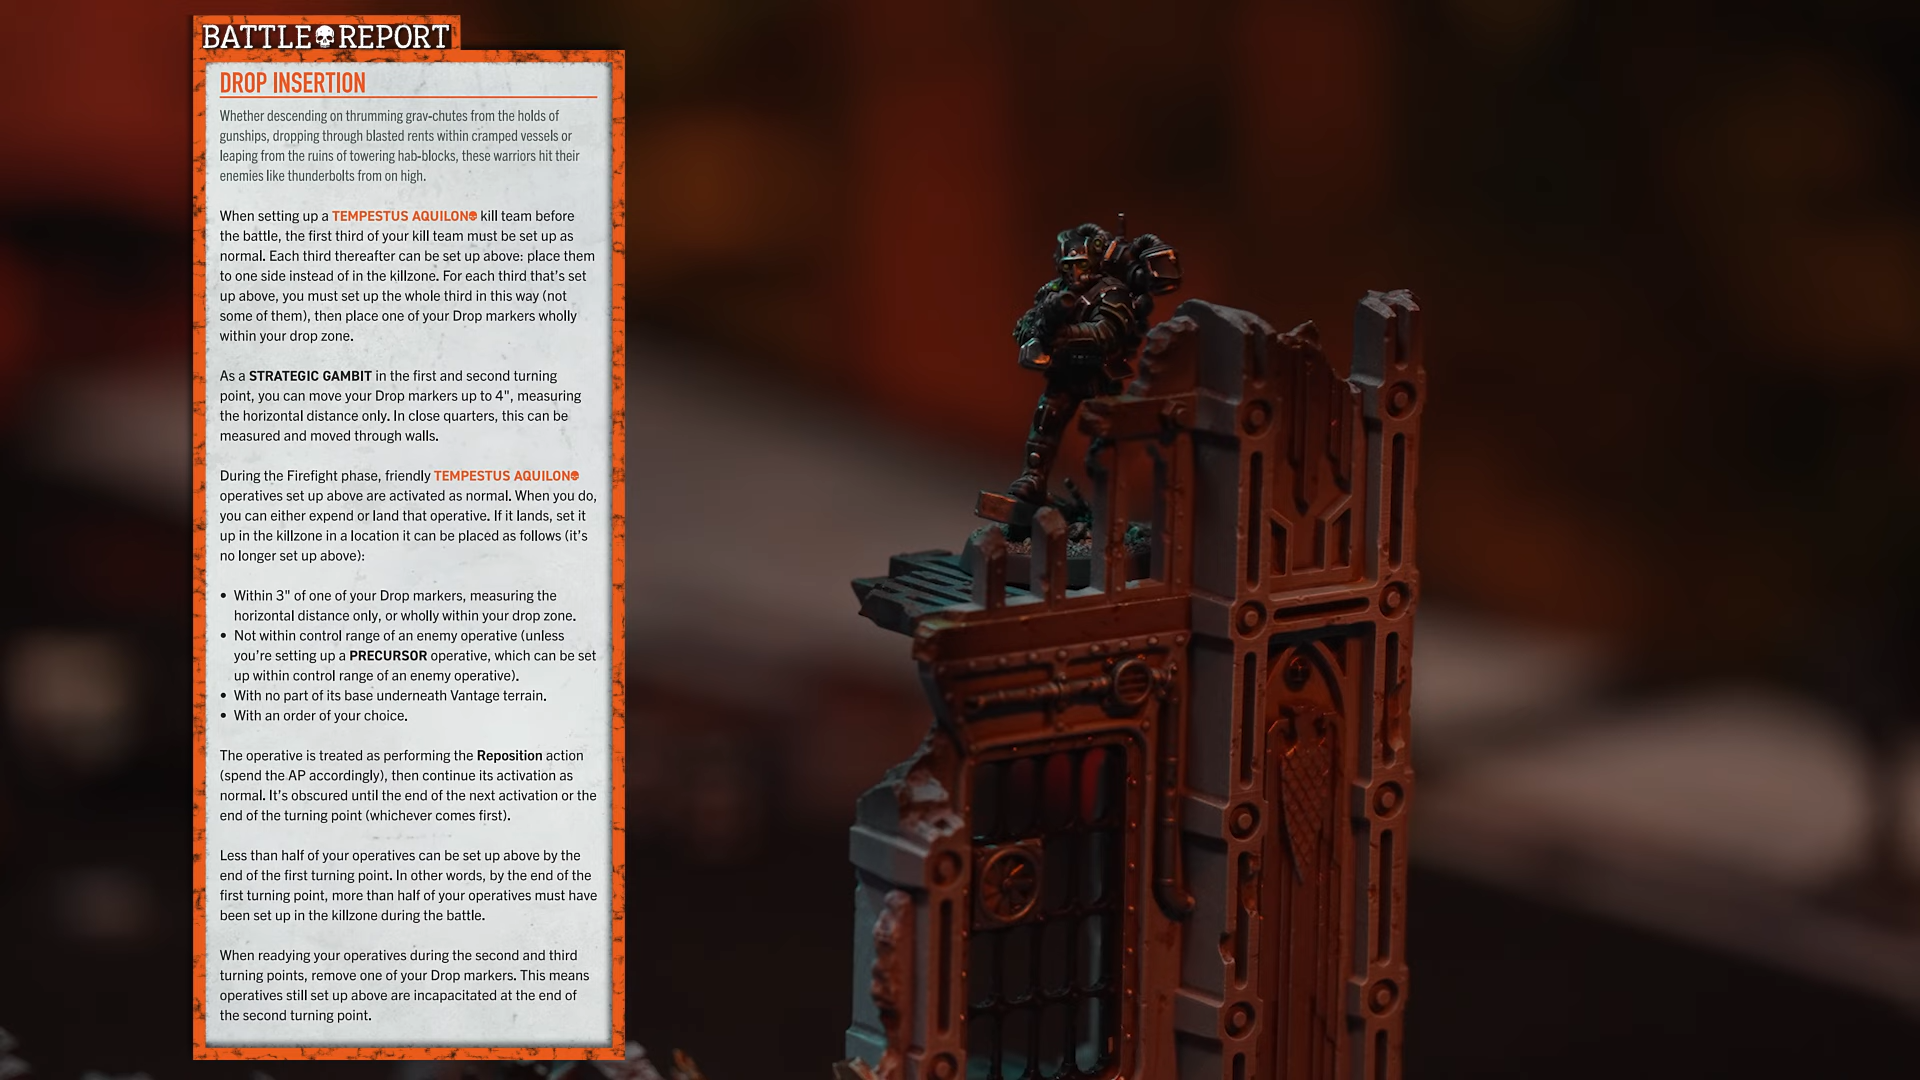 BATTLE REPORT
DROP INSERTION
Whether descending on thrumming grav-chutes from the holds of
gunships, dropping through blasted rents within cramped vessels or
leaping from the ruins of towering hab-blocks, these warriors hit their
enemies like thunderbolts from on high.
When setting up a TEMPESTUS AQUILON kill team before
the battle, the first third of your kill team must be set up as
normal. Each third thereafter can be set up above: place them
to one side instead of in the killzone. For each third that's set
up above, you must set up the whole third in this way (not
some of them), then place one of your Drop markers wholly
within your drop zone.
As a STRATEGIC GAMBIT in the first and second turning
point, you can move your Drop markers up to 4", measuring
the horizontal distance only. In close quarters, this can be
measured and moved through walls.
During the Firefight phase, friendly TEMPESTUS AQUILON
operatives set up above are activated as normal. When you do,
you can either expend or land that operative. If it lands, set it
up in the killzone in a location it can be placed as follows (it's
no longer set up above):
• Within 3" of one of your Drop markers, measuring the
horizontal distance only, or wholly within your drop zone.
• Not within control range of an enemy operative (unless
you're setting up a PRECURSOR operative, which can be set
up within control range of an enemy operative).
• With no part of its base underneath Vantage terrain.
• With an order of your choice.
The operative is treated as performing the Reposition action
(spend the AP accordingly), then continue its activation as
normal. It's obscured until the end of the next activation or the
end of the turning point (whichever comes first).
Less than half of your operatives can be set up above by the
end of the first turning point. In other words, by the end of the
first turning point, more than half of your operatives must have
been set up in the killzone during the battle.
When readying your operatives during the second and third
turning points, remove one of your Drop markers. This means
operatives still set up above are incapacitated at the end of
the second turning point.